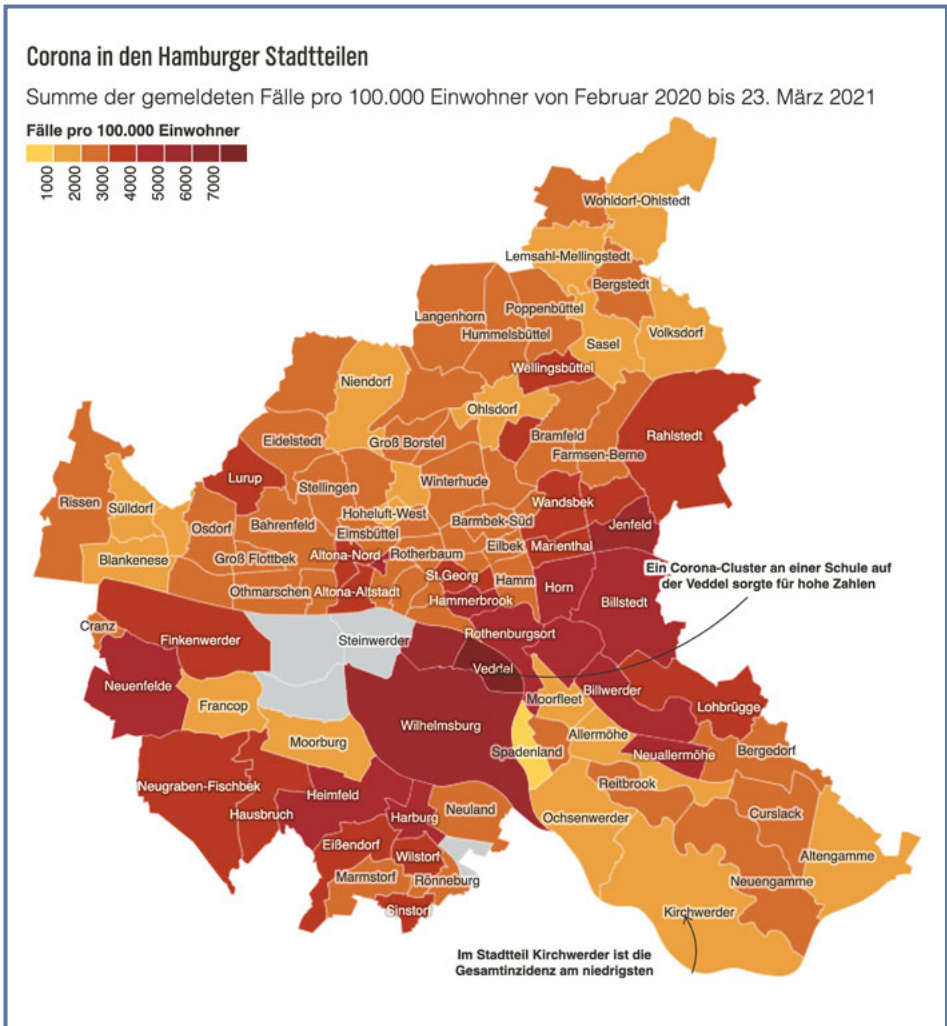 Corona in den Hamburger Stadtteilen
Summe der gemeldeten Fälle pro 100.000 Einwohner von Februar 2020 bis 23. März 2021
Fälle pro 100.000 Einwohner
1000
2000
3000
4000
5000
6000
7000
Wohldorf-Ohlstedt
Lemsahl-Mellingstedt
Bergstedt
Poppenbüttel
Langenhorn
Hummelsbüttel
Volksdorf
Sasel
Wellingsbüttel
Niendorf
Ohlsdorf
Rahlstedt
Bramfeld
Eidelstedt
Groß Borstel
Farmsen-Berne
Lurup
Winterhude
Stellingen
Rissen
Sülldorf
Wandsbek
Hoheluft-West
Barmbek-Süd
Jenfeld
Osdorf
Bahrenfeld
Eimsbüttel
Eilbek
Marienthal
Blankenese
Groß Flottbek
Altona-Nord
Rotherbaum
Ein Corona-Cluster an einer Schule auf
der Veddel sorgte für hohe Zahlen
St.Georg
Hamm
Horn
Othmarschen
Altona-Altstadt
Hammerbrook
Billstedt
Cranz
Finkenwerder
Steinwerder
Rothenburgsort
Veddel
Neuenfelde
Billwerder
Moorfleet
Francop
Lohbrügge
Wilhelmsburg
Allermöhe
Moorburg
Spadenland
Neuallermöhe
Bergedorf
Neugraben-Fischbek
Reitbrook
Heimfeld
Neuland
Hausbruch
Harburg
Ochsenwerder
Curslack
Eißendorf
Wilstorf
Altengamme
Marmstorf
Rönneburg
Neuengamme
Sinstorf
Kirchwerder
Im Stadtteil Kirchwerder ist die
Gesamtinzidenz am niedrigsten